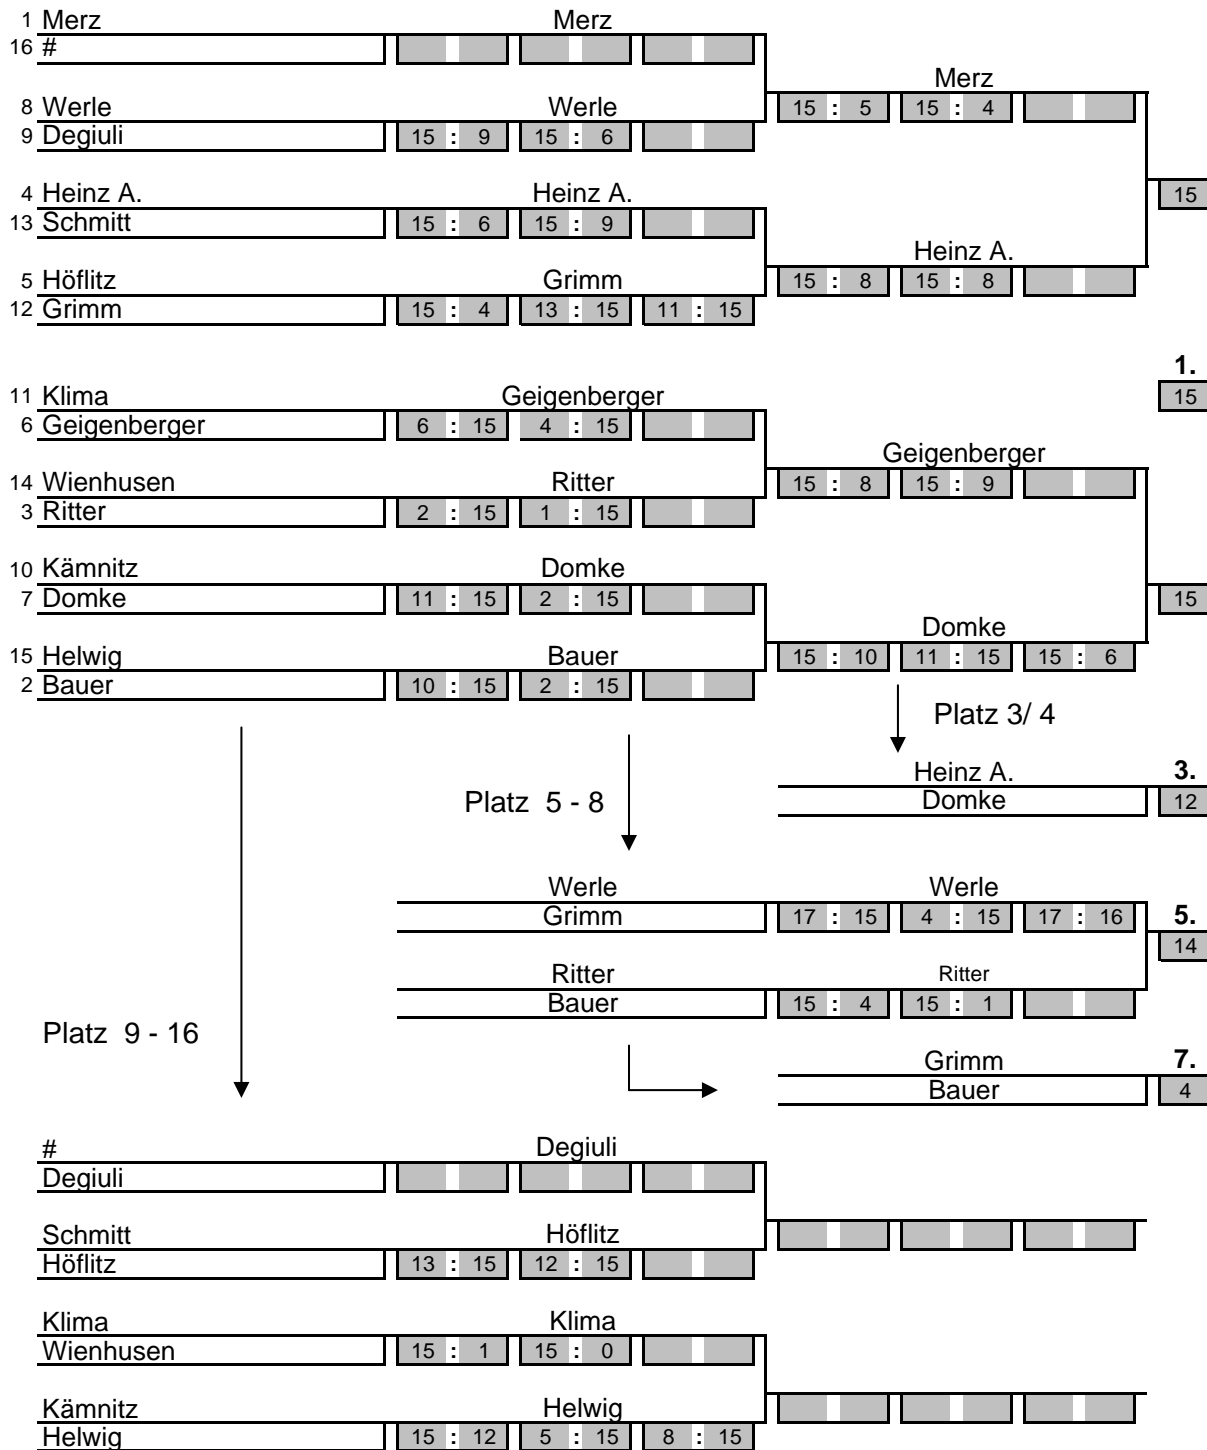 1 Merz Merz
16 #
Merz
8 Werle Werle 15 : 5 15 : 4
9 Degiuli 15 : 9 15 : 6
4 Heinz A. Heinz A. 15
13 Schmitt 15 : 6 15 : 9
Heinz A.
5 Höflitz Grimm 15 : 8 15 : 8
12 Grimm 15 : 4 13 : 15 11 : 15
1.
11 Klima Geigenberger 15
6 Geigenberger 6 : 15 4 : 15
Geigenberger
14 Wienhusen Ritter 15 : 8 15 : 9
3 Ritter 2 : 15 1 : 15
10 Kämnitz Domke
7 Domke 11 : 15 2 : 15 15
Domke
15 Helwig Bauer 15 : 10 11 : 15 15 : 6
2 Bauer 10 : 15 2 : 15
Platz 3/ 4
Heinz A. 3.
Platz 5 - 8 Domke 12
Werle Werle
Grimm 17 : 15 4 : 15 17 : 16 5.
14
Ritter Ritter
Bauer 15 : 4 15 : 1
Platz 9 - 16
Grimm 7.
Bauer 4
# Degiuli
Degiuli
Schmitt Höflitz
Höflitz 13 : 15 12 : 15
Klima Klima
Wienhusen 15 : 1 15 : 0
Kämnitz Helwig
Helwig 15 : 12 5 : 15 8 : 15